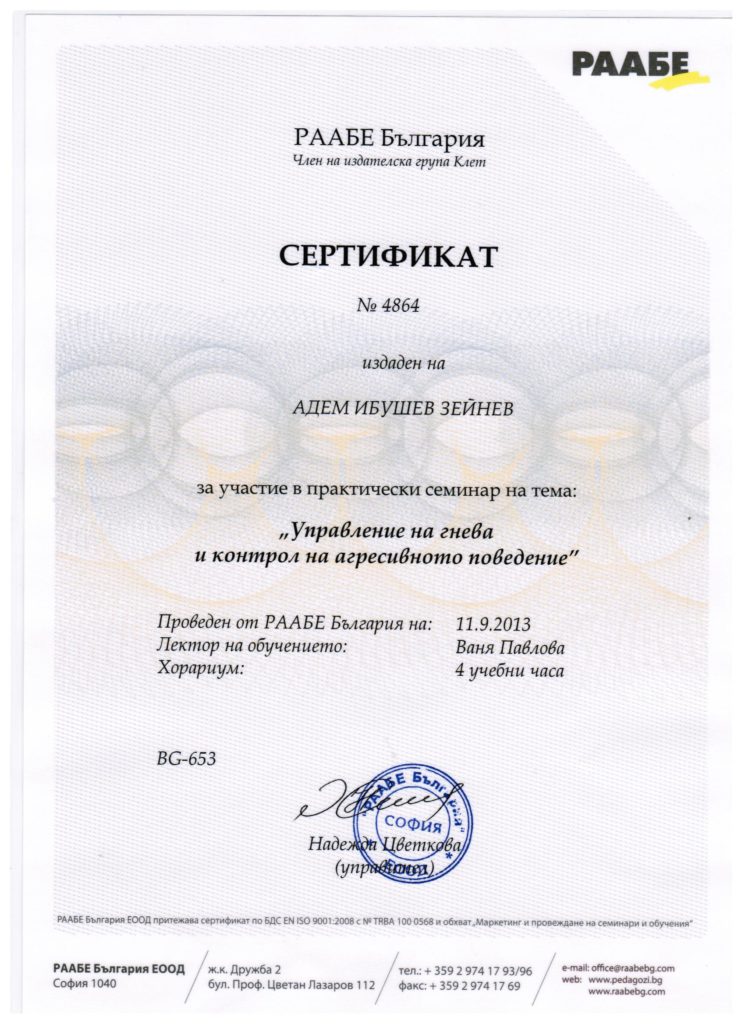 РААБЕ
РААБЕ България
Член на издателска група Клет
СЕРТИФИКАТ
№ 4864
издаден на
АДЕМ ИБУШЕВ ЗЕЙНЕВ
за участие в практически семинар на тема:
„Управление на гнева
и контрол на агресивното поведение”
Проведен от РААБЕ България на: 11.9.2013
Лектор на обучението: Ваня Павлова
Хорариум: 4 учебни часа
BG-653
"РААБЕ България"
СОФИЯ
ЕООД
Надежда Цветкова
(управител)
РААБЕ България ЕООД притежава сертификат по БДС EN ISO 9001:2008 с № TRBA 100 0568 и обхват „Маркетинг и провеждане на семинари и обучения“
РААБЕ България ЕООД
София 1040
ж.к. Дружба 2
бул. Проф. Цветан Лазаров 112
тел.: + 359 2 974 17 93/96
факс: + 359 2 974 17 69
e-mail: office@raabebg.com
web: www.pedagozi.bg
www.raabebg.com